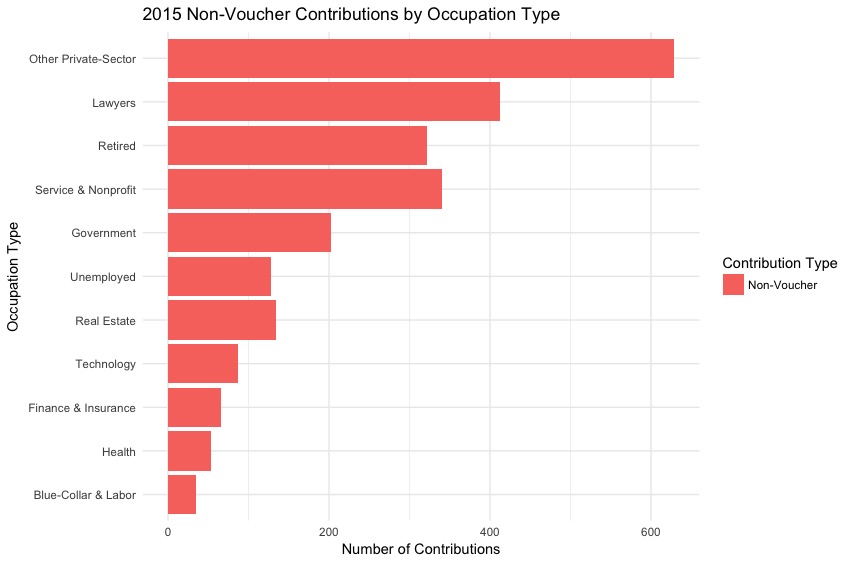 2015 Non-Voucher Contributions by Occupation Type
Occupation Type
Other Private-Sector
Lawyers
Retired
Service & Nonprofit
Government
Unemployed
Real Estate
Technology
Finance & Insurance
Health
Blue-Collar & Labor
0 200 400 600
Number of Contributions
Contribution Type
Non-Voucher